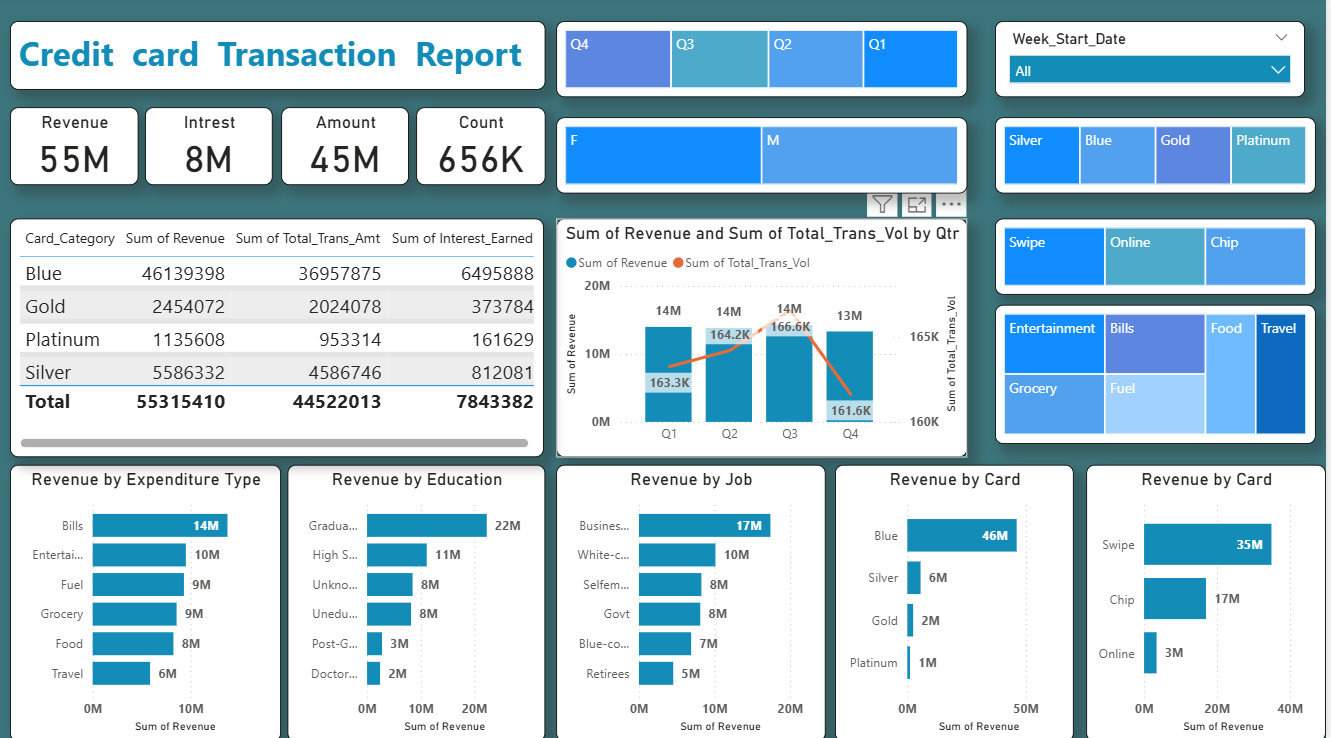 Credit card Transaction Report
Q4 Q3 Q2 Q1
Week_Start_Date
All
Revenue
55M
Intrest
8M
Amount
45M
Count
656K
F M
Silver Blue Gold Platinum
Card_Category Sum of Revenue Sum of Total_Trans_Amt Sum of Interest_Earned
Blue 46139398 36957875 6495888
Gold 2454072 2024078 373784
Platinum 1135608 953314 161629
Silver 5586332 4586746 812081
Total 55315410 44522013 7843382
Sum of Revenue and Sum of Total_Trans_Vol by Qtr
Sum of Revenue Sum of Total_Trans_Vol
20M
10M
0M
Sum of Revenue
14M 14M 14M 13M
163.3K 164.2K 166.6K 161.6K
165K
160K
Sum of Total_Trans_Vol
Q1 Q2 Q3 Q4
Swipe Online Chip
Entertainment Bills Food Travel
Grocery Fuel
Revenue by Expenditure Type
Bills 14M
Entertai... 10M
Fuel 9M
Grocery 9M
Food 8M
Travel 6M
0M 10M
Sum of Revenue
Revenue by Education
Gradua... 22M
High S... 11M
Unkno... 8M
Unedu... 8M
Post-G... 3M
Doctor... 2M
0M 10M 20M
Sum of Revenue
Revenue by Job
Busines... 17M
White-c... 10M
Selfem... 8M
Govt 8M
Blue-co... 7M
Retirees 5M
0M 10M 20M
Sum of Revenue
Revenue by Card
Blue 46M
Silver 6M
Gold 2M
Platinum 1M
0M 50M
Sum of Revenue
Revenue by Card
Swipe 35M
Chip 17M
Online 3M
0M 20M 40M
Sum of Revenue